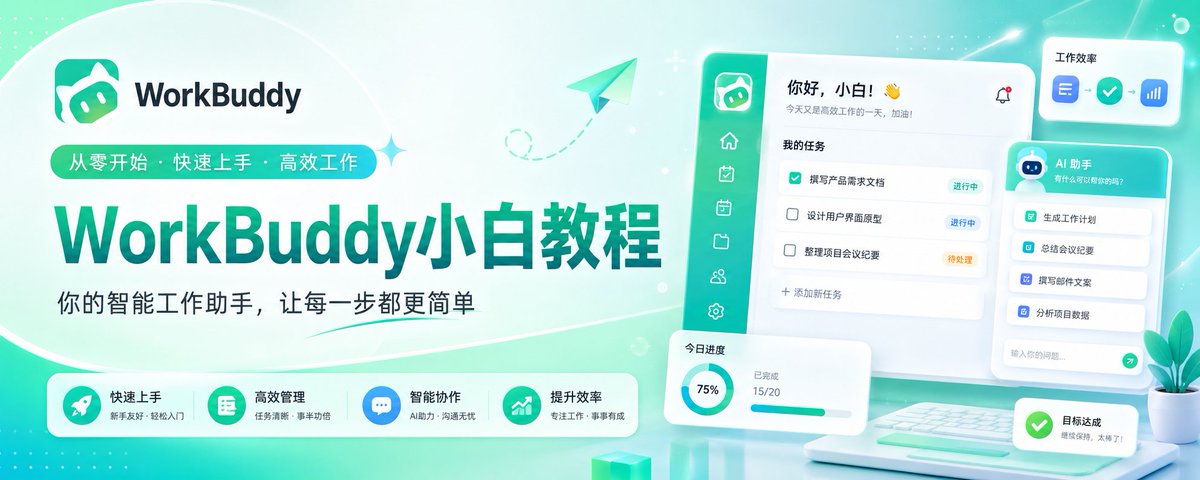 WorkBuddy
从零开始 · 快速上手 · 高效工作
WorkBuddy小白教程
你的智能工作助手，让每一步都更简单
快速上手
新手友好 · 轻松入门
高效管理
任务清晰 · 事半功倍
智能协作
AI助力 · 沟通无忧
提升效率
专注工作 · 事事有成
你好，小白！👋
今天又是高效工作的一天，加油！
我的任务
撰写产品需求文档
进行中
设计用户界面原型
进行中
整理项目会议纪要
待处理
+ 添加新任务
今日进度
75%
已完成
15/20
工作效率
AI 助手
有什么可以帮你的吗？
生成工作计划
总结会议纪要
撰写邮件文案
分析项目数据
输入你的问题...
目标达成
继续保持，太棒了！